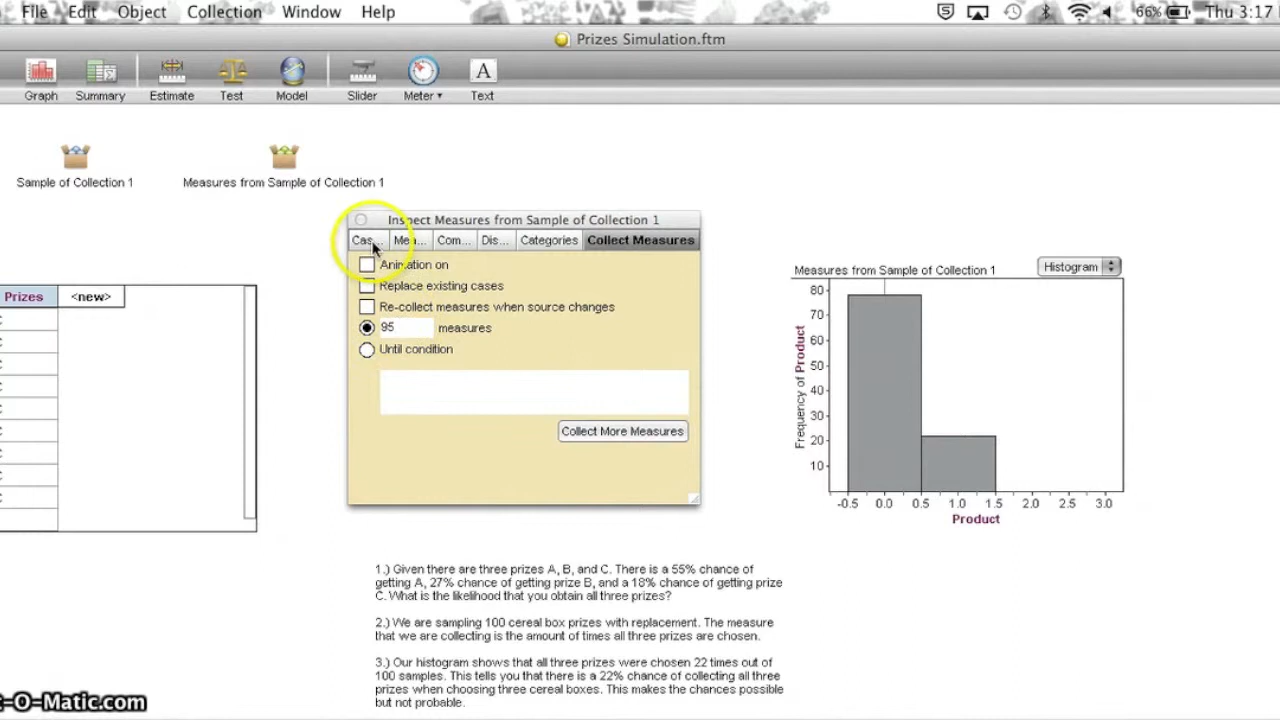 File Edit Object Collection Window Help 66% Thu 3:17
Prizes Simulation.ftm
Graph Summary Estimate Test Model Slider Meter Text
Sample of Collection 1 Measures from Sample of Collection 1
Inspect Measures from Sample of Collection 1
Cas... Mea... Com... Dis... Categories Collect Measures
Animation on
Replace existing cases
Re-collect measures when source changes
95 measures
Until condition
Collect More Measures
Prizes <new>
C
C
C
C
C
C
C
C
C
Measures from Sample of Collection 1 Histogram
80
70
60
50
40
30
20
10
Frequency of Product
-0.5 0.0 0.5 1.0 1.5 2.0 2.5 3.0
Product
1.) Given there are three prizes A, B, and C. There is a 55% chance of
getting A, 27% chance of getting prize B, and a 18% chance of getting prize
C. What is the likelihood that you obtain all three prizes?
2.) We are sampling 100 cereal box prizes with replacement. The measure
that we are collecting is the amount of times all three prizes are chosen.
3.) Our histogram shows that all three prizes were chosen 22 times out of
100 samples. This tells you that there is a 22% chance of collecting all three
prizes when choosing three cereal boxes. This makes the chances possible
but not probable.
-O-Matic.com